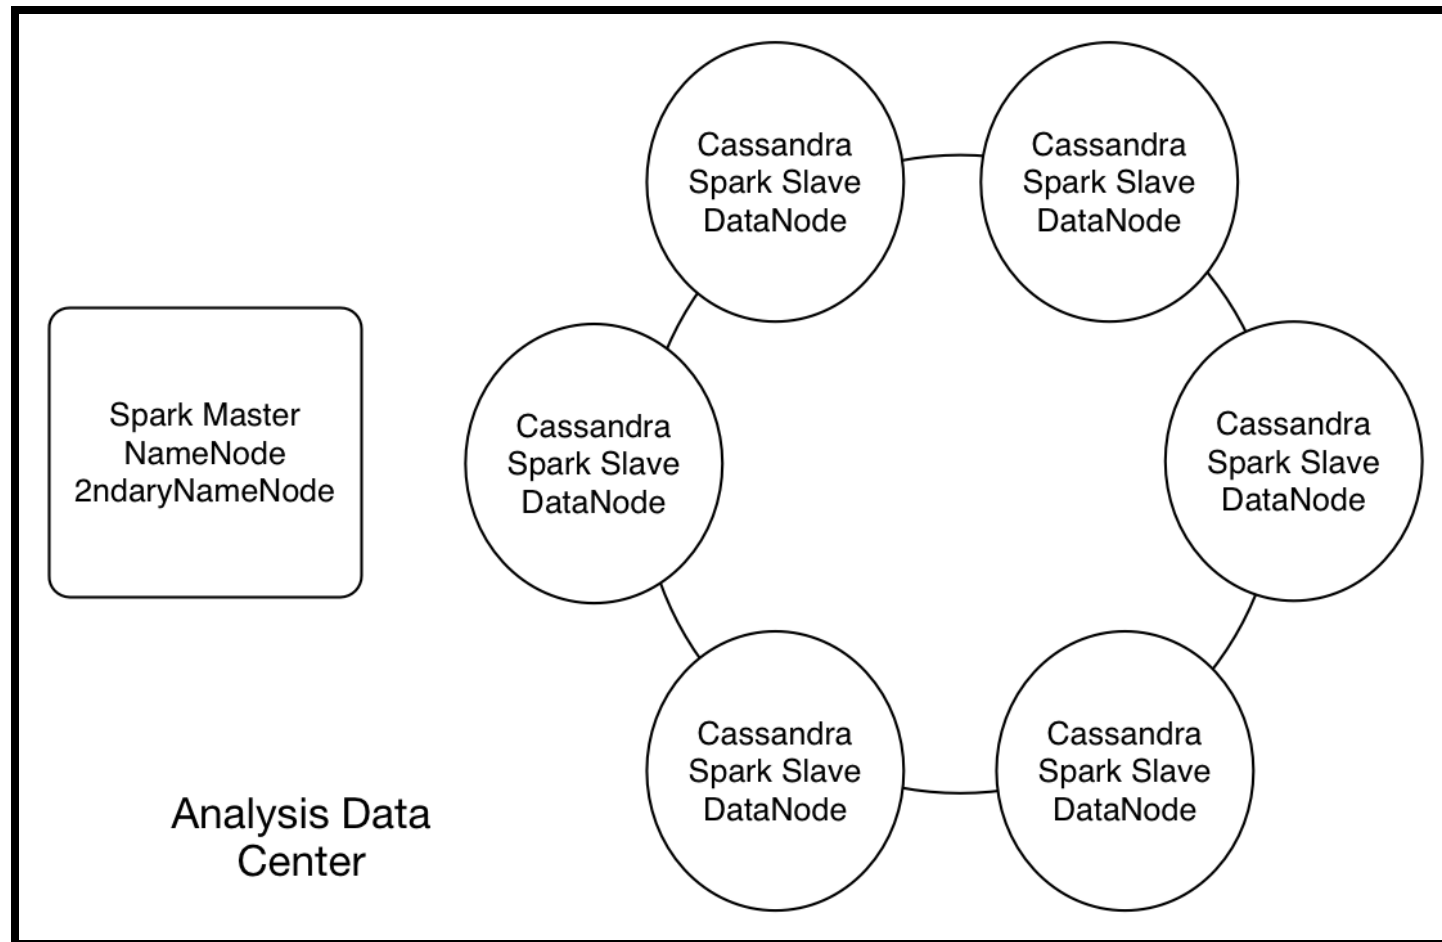 Cassandra
Spark Slave
DataNode
Cassandra
Spark Slave
DataNode
Spark Master
NameNode
2ndaryNameNode
Cassandra
Spark Slave
DataNode
Cassandra
Spark Slave
DataNode
Cassandra
Spark Slave
DataNode
Cassandra
Spark Slave
DataNode
Analysis Data
Center